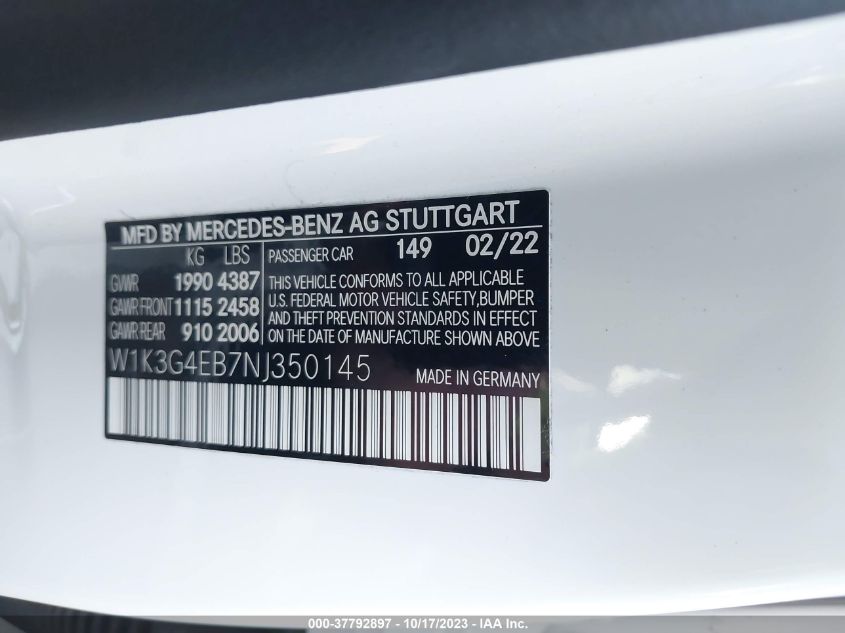 MFD BY MERCEDES-BENZ AG STUTTGART
KG LBS
GVWR 1990 4387
GAWR FRONT 1115 2458
GAWR REAR 910 2006
PASSENGER CAR 149 02/22
THIS VEHICLE CONFORMS TO ALL APPLICABLE
U.S. FEDERAL MOTOR VEHICLE SAFETY,BUMPER
AND THEFT PREVENTION STANDARDS IN EFFECT
ON THE DATE OF MANUFACTURE SHOWN ABOVE
W1K3G4EB7NJ350145
MADE IN GERMANY
000-37792897 - 10/17/2023 - IAA Inc.